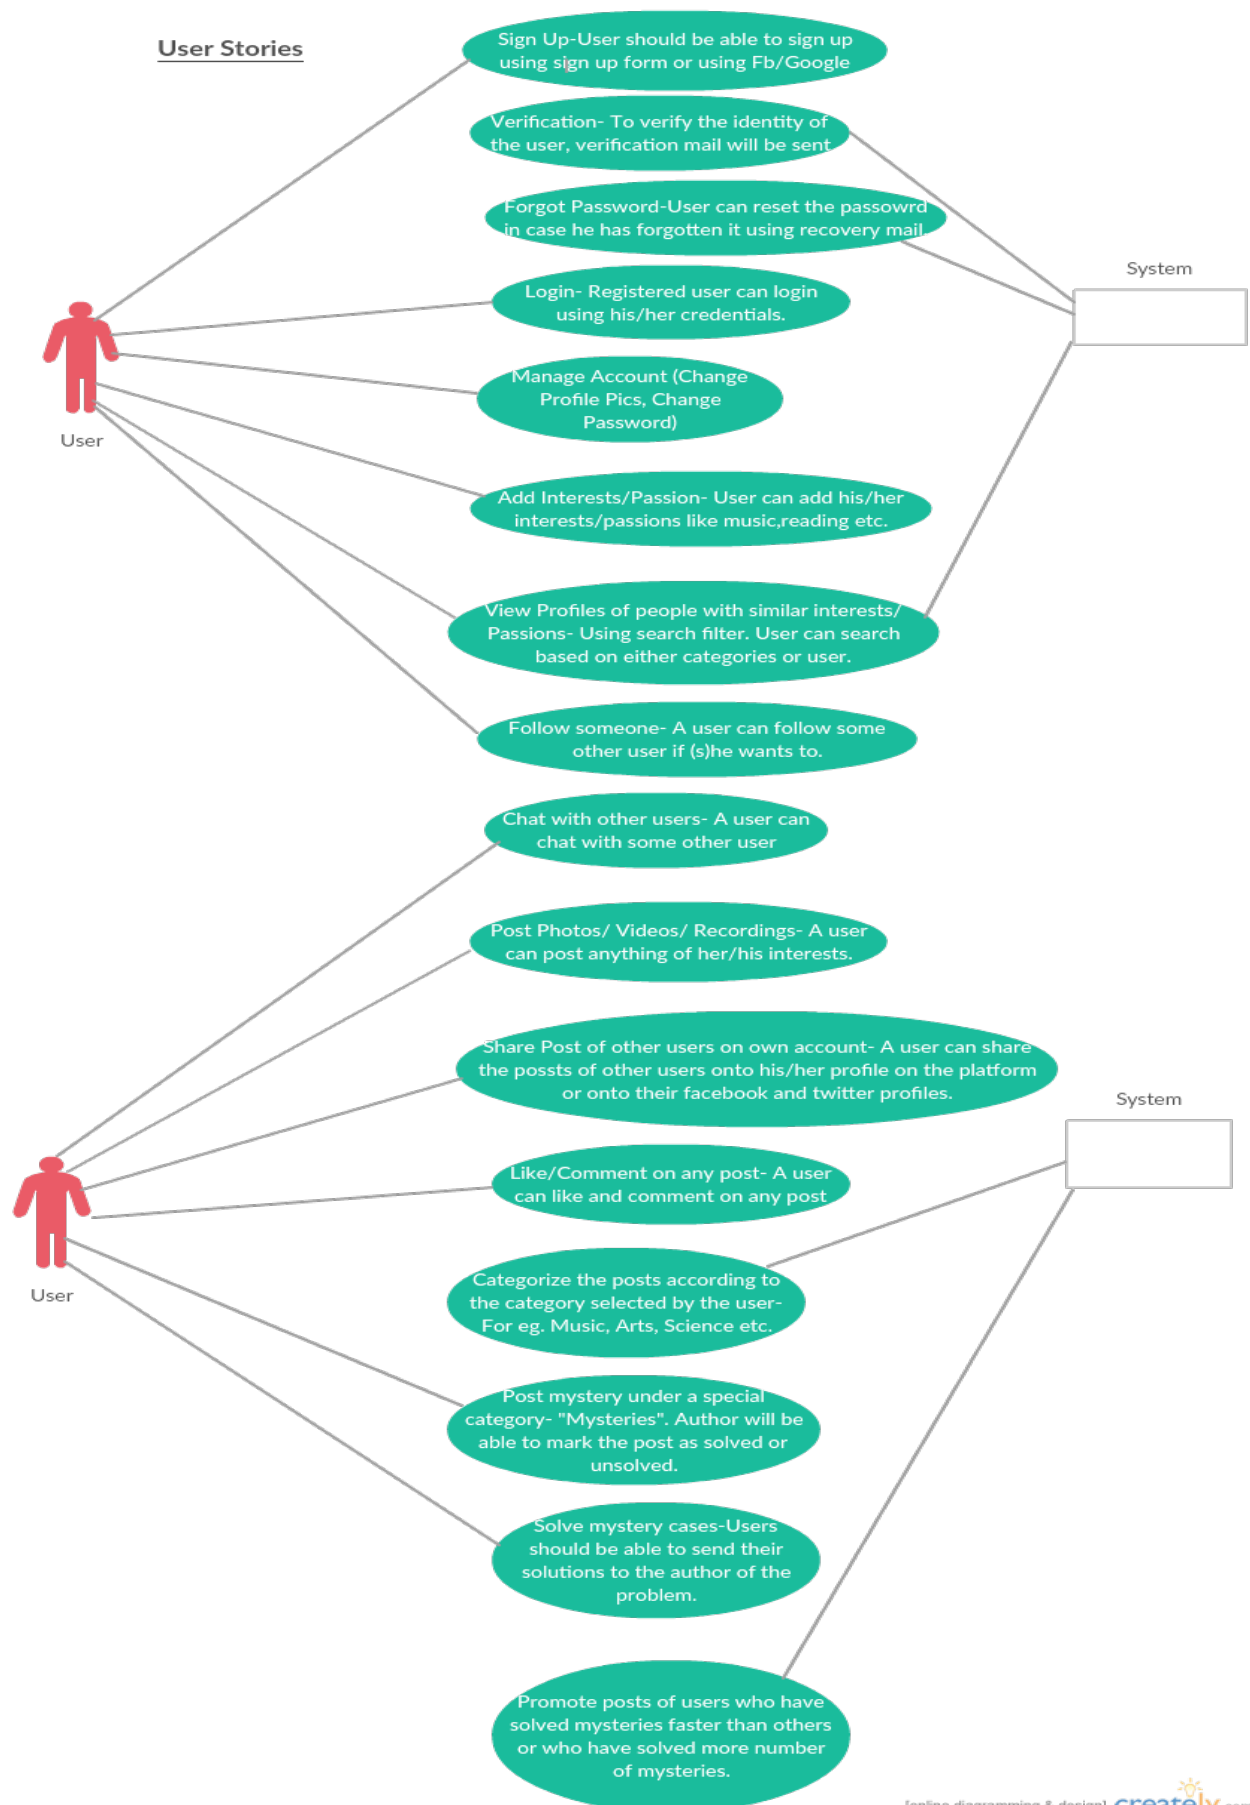 User Stories
Sign Up-User should be able to sign up
using sign up form or using Fb/Google
Verification- To verify the identity of
the user, verification mail will be sent
Forgot Password-User can reset the passowrd
in case he has forgotten it using recovery mail.
System
Login- Registered user can login
using his/her credentials.
Manage Account (Change
Profile Pics, Change
Password)
User
Add Interests/Passion- User can add his/her
interests/passions like music,reading etc.
View Profiles of people with similar interests/
Passions- Using search filter. User can search
based on either categories or user.
Follow someone- A user can follow some
other user if (s)he wants to.
Chat with other users- A user can
chat with some other user
Post Photos/ Videos/ Recordings- A user
can post anything of her/his interests.
Share Post of other users on own account- A user can share
the possts of other users onto his/her profile on the platform
or onto their facebook and twitter profiles.
System
Like/Comment on any post- A user
can like and comment on any post
User
Categorize the posts according to
the category selected by the user-
For eg. Music, Arts, Science etc.
Post mystery under a special
category- "Mysteries". Author will be
able to mark the post as solved or
unsolved.
Solve mystery cases-Users
should be able to send their
solutions to the author of the
problem.
Promote posts of users who have
solved mysteries faster than others
or who have solved more number
of mysteries.
[online diagramming & design] creately.com